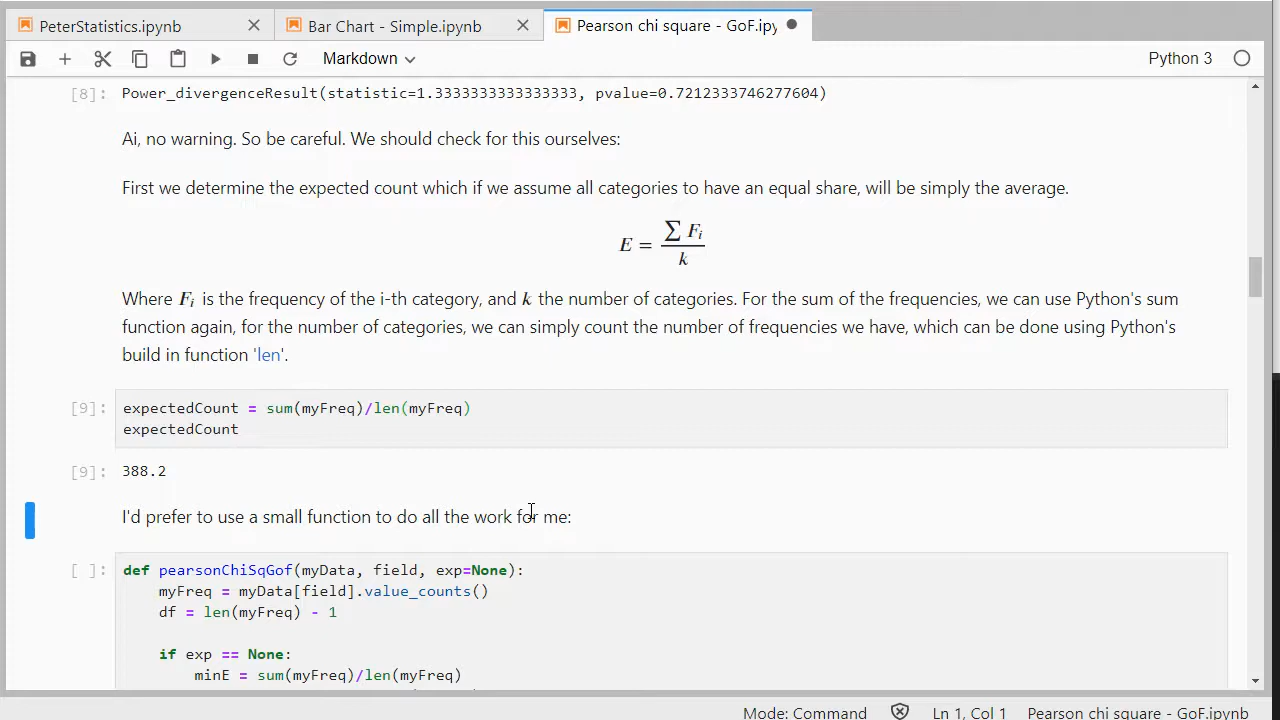 PeterStatistics.ipynb
Bar Chart - Simple.ipynb
Pearson chi square - GoF.ipy
Markdown
Python 3
[8]: Power_divergenceResult(statistic=1.3333333333333333, pvalue=0.7212333746277604)
Ai, no warning. So be careful. We should check for this ourselves:
First we determine the expected count which if we assume all categories to have an equal share, will be simply the average.
E = ∑ Fᵢ / k
Where Fᵢ is the frequency of the i-th category, and k the number of categories. For the sum of the frequencies, we can use Python's sum
function again, for the number of categories, we can simply count the number of frequencies we have, which can be done using Python's
build in function 'len'.
[9]: expectedCount = sum(myFreq)/len(myFreq)
expectedCount
[9]: 388.2
I'd prefer to use a small function to do all the work for me:
[ ]: def pearsonChiSqGof(myData, field, exp=None):
myFreq = myData[field].value_counts()
df = len(myFreq) - 1
if exp == None:
minE = sum(myFreq)/len(myFreq)
Mode: Command
Ln 1, Col 1
Pearson chi square - GoF.ipynb